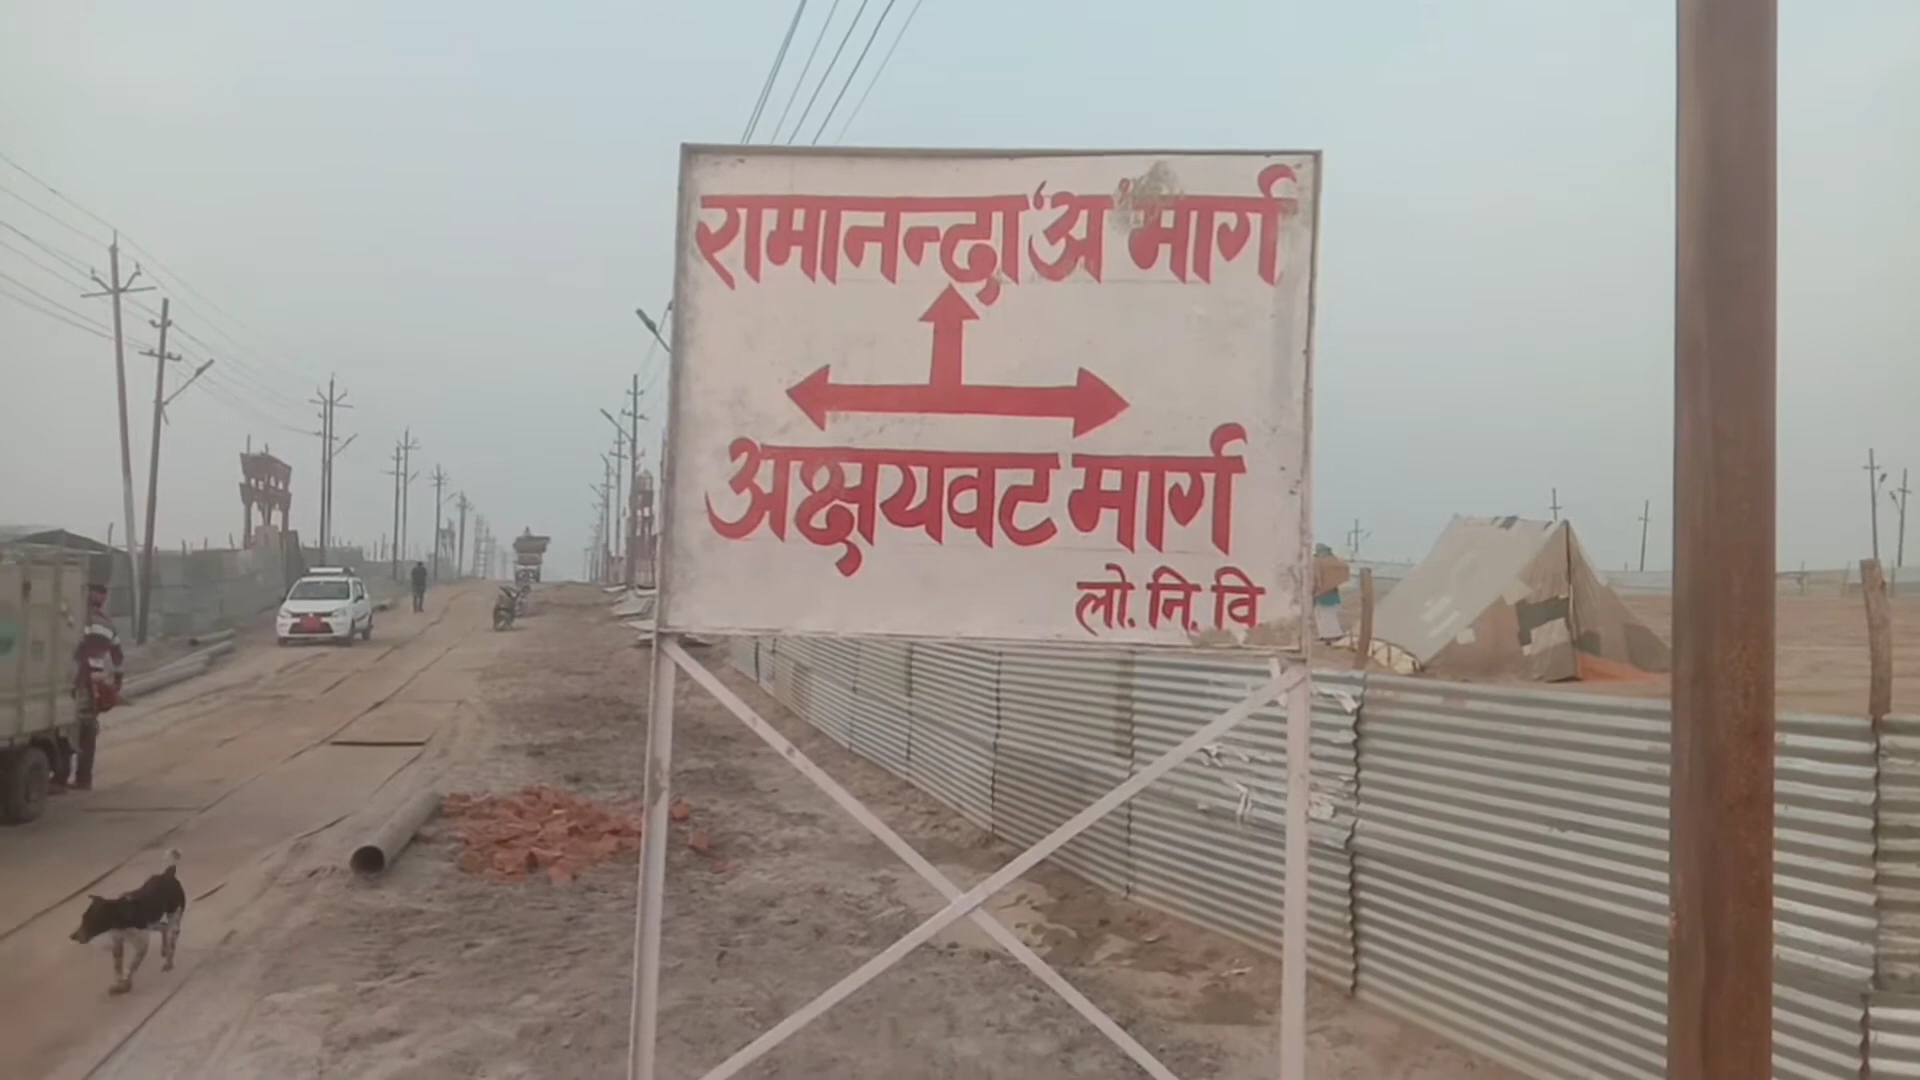 रामानन्दा 'अ' मार्ग
अक्षयवट मार्ग
लो. नि. वि